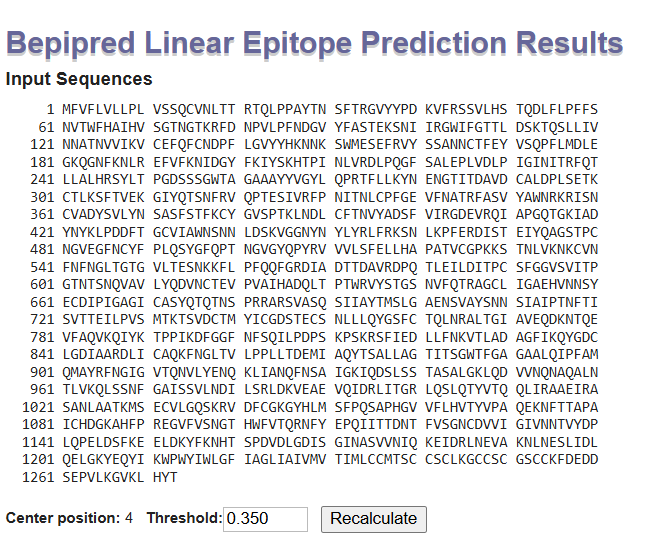 Bepipred Linear Epitope Prediction Results
Input Sequences
1 MFVFLVLLPL VSSQCVNLTT RTQLPPAYTN SFTRGVYYPD KVFRSSVLHS TQDLFLPFFS
61 NVTWFHAIHV SGTNGTKRFD NPVLPFNDGV YFASTEKSNI IRGWIFGTTL DSKTQSLLIV
121 NNATNVVIKV CEFQFCNDPF LGVYYHKNNK SWMESEFRVY SSANNCTFEY VSQPFLMDLE
181 GKQGNFKNLR EFVFKNIDGY FKIYSKHTPI NLVRDLPQGF SALEPLVDLP IGINITRFQT
241 LLALHRSYLT PGDSSSGWTA GAAAYYVGYL QPRTFLLKYN ENGTITDAVD CALDPLSETK
301 CTLKSFTVEK GIYQTSNFRV QPTESIVRFP NITNLCPFGE VFNATRFASV YAWNRKRISN
361 CVADYSVLYN SASFSTFKCY GVSPTKLNDL CFTNVYADSF VIRGDEVRQI APGQTGKIAD
421 YNYKLPDDFT GCVIAWNSNN LDSKVGGNYN YLYRLFRKSN LKPFERDIST EIYQAGSTPC
481 NGVEGFNCYF PLQSYGFQPT NGVGYQPYRV VVLSFELLHA PATVCGPKKS TNLVKNKCVN
541 FNFNGLTGTG VLTESNKKFL PFQQFGRDIA DTTDAVRDPQ TLEILDITPC SFGGVSVITP
601 GTNTSNQVAV LYQDVNCTEV PVAIHADQLT PTWRVYSTGS NVFQTRAGCL IGAEHVNNSY
661 ECDIPIGAGI CASYQTQTNS PRRARSVASQ SIIAYTMSLG AENSVAYSNN SIAIPTNFTI
721 SVTTEILPVS MTKTSVDCTM YICGDSTECS NLLLQYGSFC TQLNRALTGI AVEQDKNTQE
781 VFAQVKQIYK TPPIKDFGGF NFSQILPDPS KPSKRSFIED LLFNKVTLAD AGFIKQYGDC
841 LGDIAARDLI CAQKFNGLTV LPPLLTDEMI AQYTSALLAG TITSGWTFGA GAALQIPFAM
901 QMAYRFNGIG VTQNVLYENQ KLIANQFNSA IGKIQDSLSS TASALGKLQD VVNQNAQALN
961 TLVKQLSSNF GAISSVLNDI LSRLDKVEAE VQIDRLITGR LQSLQTYVTQ QLIRAAEIRA
1021 SANLAATKMS ECVLGQSKRV DFCGKGYHLM SFPQSAPHGV VFLHVTYVPA QEKNFTTAPA
1081 ICHDGKAHFP REGVFVSNGT HWFVTQRNFY EPQIITTDNT FVSGNCDVVI GIVNNTVYDP
1141 LQPELDSFKE ELDKYFKNHT SPDVDLGDIS GINASVVNIQ KEIDRLNEVA KNLNESLIDL
1201 QELGKYEQYI KWPWYIWLGF IAGLIAIVMV TIMLCCMTSC CSCLKGCCSC GSCCKFDEDD
1261 SEPVLKGVKL HYT
Center position: 4 Threshold: 0.350 Recalculate